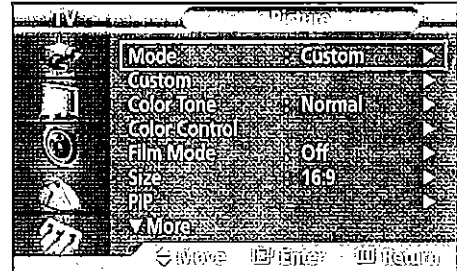 TV Picture
Mode : Custom
Custom
Color Tone : Normal
Color Control
Film Mode : Off
Size : 16:9
PIP
▼More
Move Enter Return